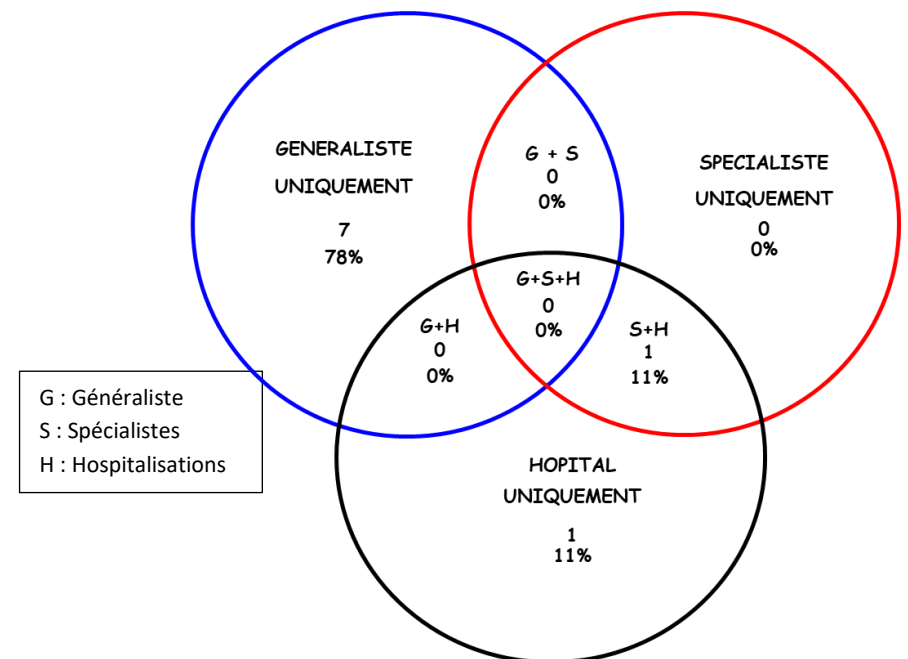 GENERALISTE
UNIQUEMENT
7
78%
G + S
0
0%
SPECIALISTE
UNIQUEMENT
0
0%
G+S+H
0
0%
G+H
0
0%
S+H
1
11%
G : Généraliste
S : Spécialistes
H : Hospitalisations
HOPITAL
UNIQUEMENT
1
11%